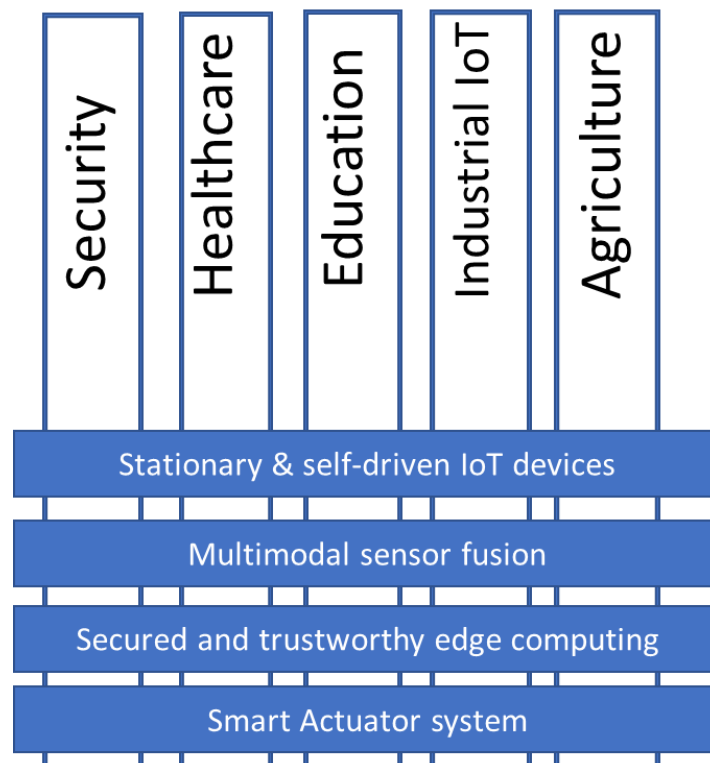 Security
Healthcare
Education
Industrial IoT
Agriculture
Stationary & self-driven IoT devices
Multimodal sensor fusion
Secured and trustworthy edge computing
Smart Actuator system